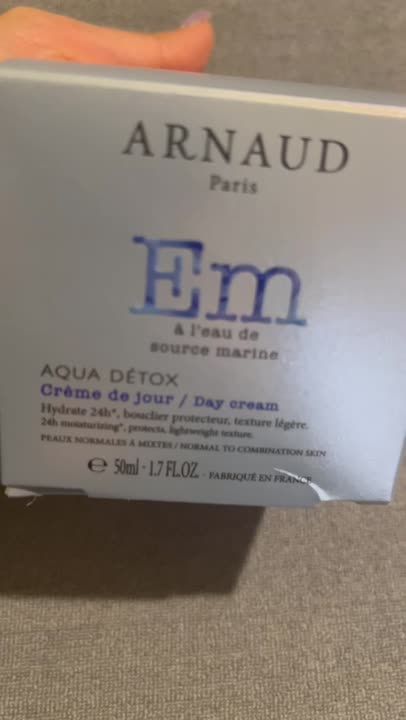 ARNAUD
Paris
Em
à l'eau de
source marine
AQUA DÉTOX
Crème de jour / Day cream
Hydrate 24h*, bouclier protecteur, texture légère.
24h moisturizing*, protects, lightweight texture.
PEAUX NORMALES À MIXTES / NORMAL TO COMBINATION SKIN
℮ 50ml - 1.7 FL.OZ. - FABRIQUÉ EN FRANCE